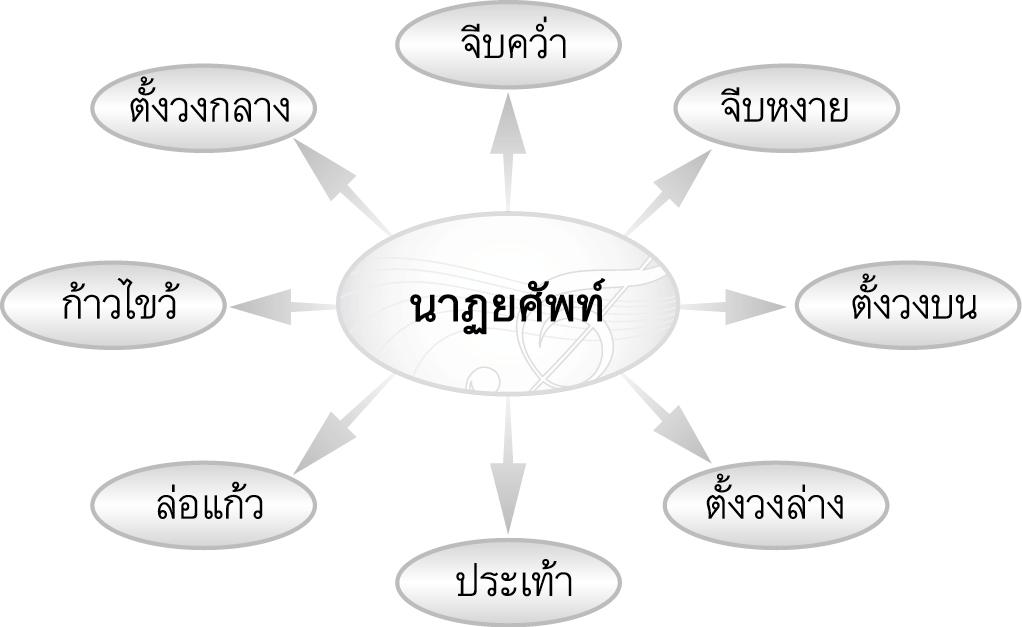 จีบคว่ำ
ตั้งวงกลาง
จีบหงาย
ก้าวไขว้
นาฏยศัพท์
ตั้งวงบน
ล่อแก้ว
ตั้งวงล่าง
ประเท้า